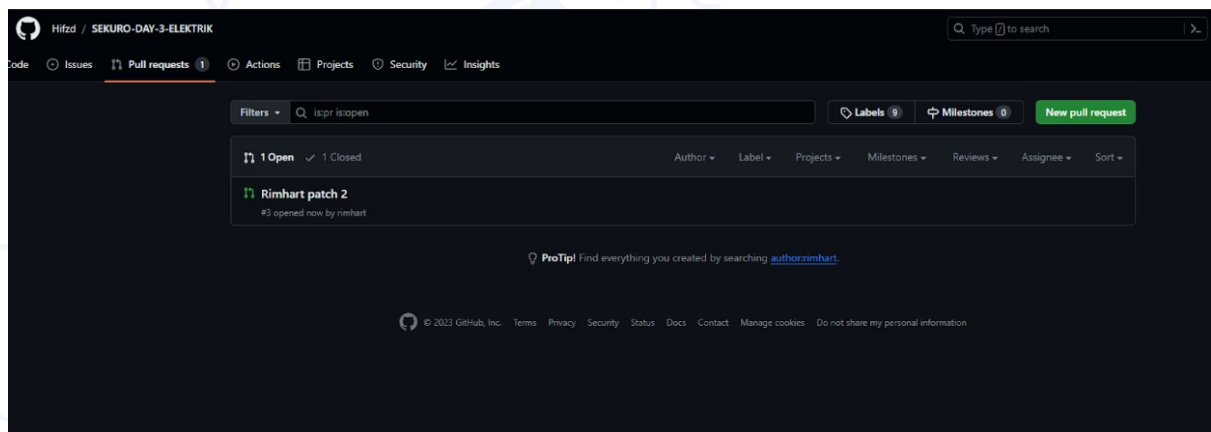 Hifzd / SEKURO-DAY-3-ELEKTRIK
Type / to search
Code Issues Pull requests 1 Actions Projects Security Insights
Filters is:pr is:open Labels 9 Milestones 0 New pull request
1 Open 1 Closed Author Label Projects Milestones Reviews Assignee Sort
Rimhart patch 2
#3 opened now by rimhart
ProTip! Find everything you created by searching author:rimhart.
© 2023 GitHub, Inc. Terms Privacy Security Status Docs Contact Manage cookies Do not share my personal information